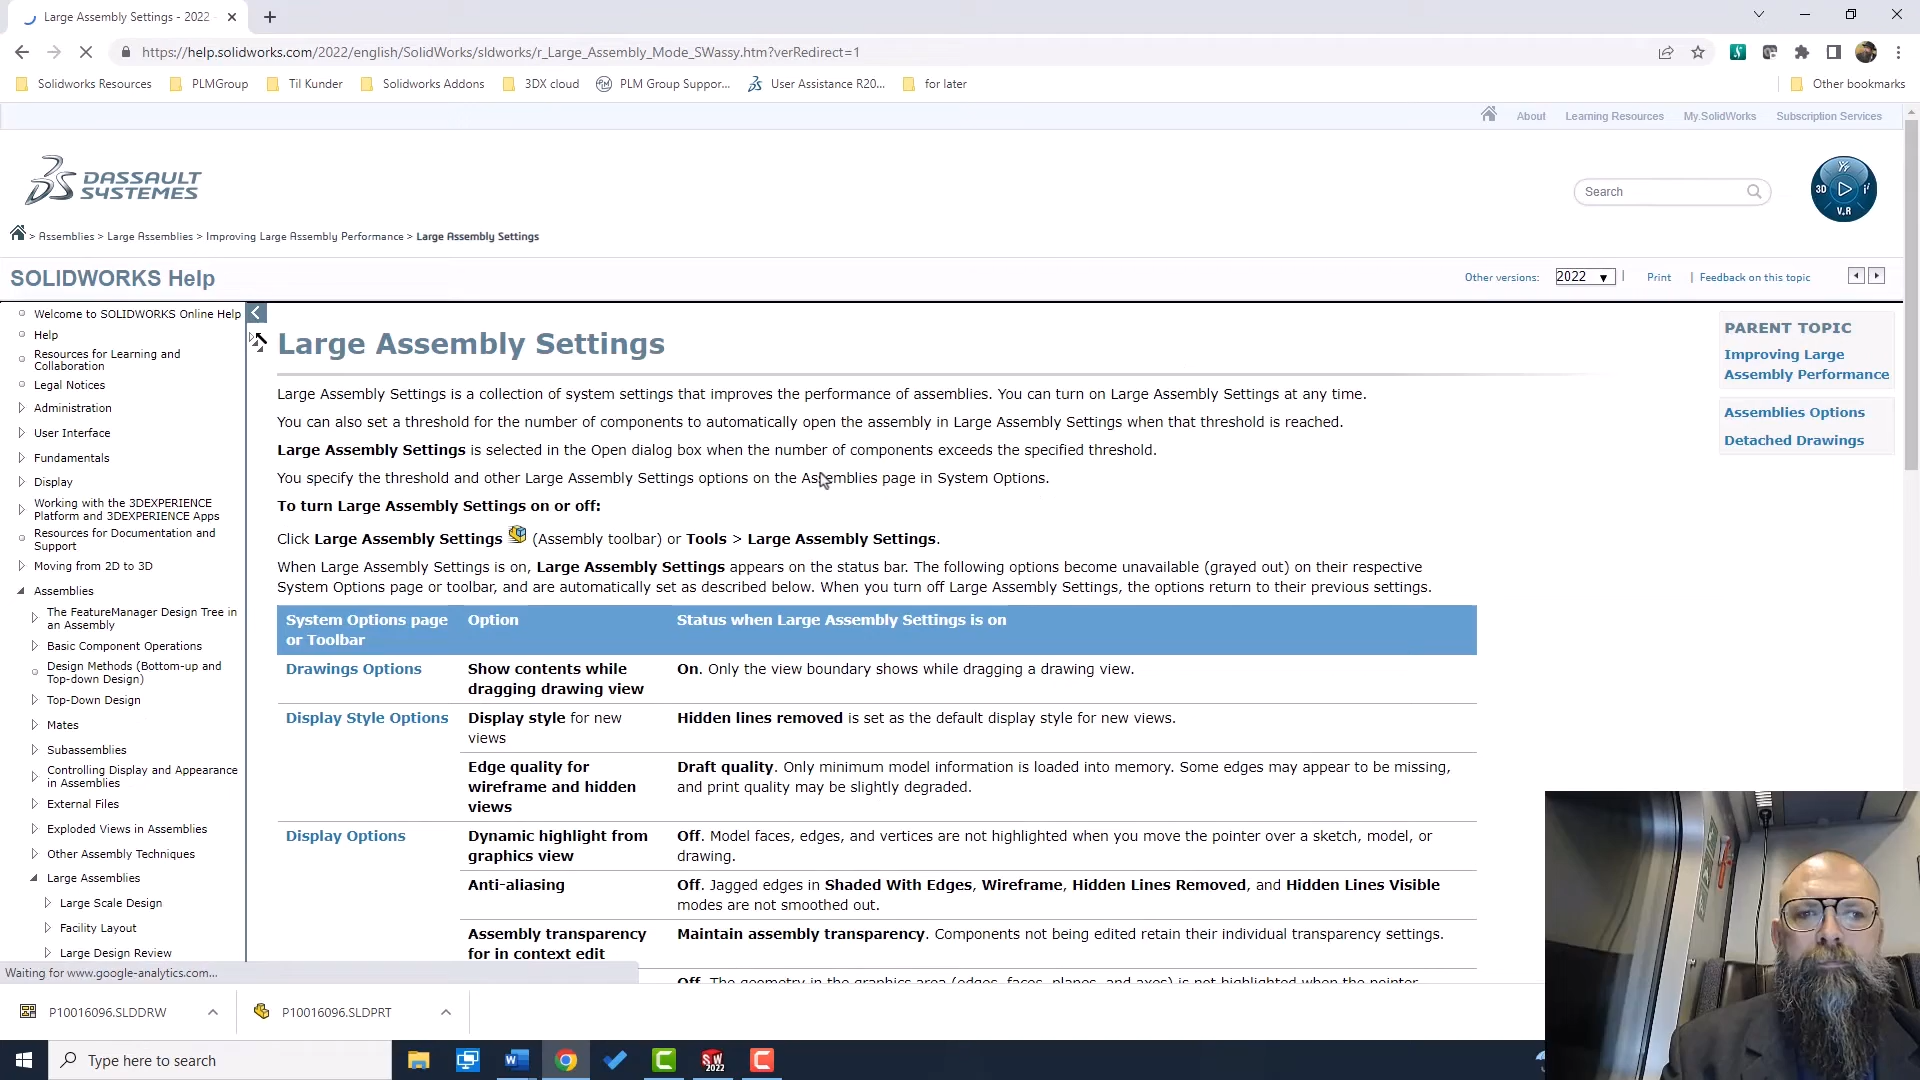 Large Assembly Settings - 2022
https://help.solidworks.com/2022/english/SolidWorks/sldworks/r_Large_Assembly_Mode_SWassy.htm?verRedirect=1
Solidworks Resources
PLMGroup
Til Kunder
Solidworks Addons
3DX cloud
PLM Group Suppor...
User Assistance R20...
for later
Other bookmarks
About
Learning Resources
My.SolidWorks
Subscription Services
DASSAULT
SYSTEMES
Search
3D
V.R
> Assemblies > Large Assemblies > Improving Large Assembly Performance > Large Assembly Settings
SOLIDWORKS Help
Other versions:
2022
| Print | Feedback on this topic
Welcome to SOLIDWORKS Online Help
Help
Resources for Learning and
Collaboration
Legal Notices
Administration
User Interface
Fundamentals
Display
Working with the 3DEXPERIENCE
Platform and 3DEXPERIENCE Apps
Resources for Documentation and
Support
Moving from 2D to 3D
Assemblies
The FeatureManager Design Tree in
an Assembly
Basic Component Operations
Design Methods (Bottom-up and
Top-down Design)
Top-Down Design
Mates
Subassemblies
Controlling Display and Appearance
in Assemblies
External Files
Exploded Views in Assemblies
Other Assembly Techniques
Large Assemblies
Large Scale Design
Facility Layout
Large Design Review
Large Assembly Settings
Large Assembly Settings is a collection of system settings that improves the performance of assemblies. You can turn on Large Assembly Settings at any time.
You can also set a threshold for the number of components to automatically open the assembly in Large Assembly Settings when that threshold is reached.
Large Assembly Settings is selected in the Open dialog box when the number of components exceeds the specified threshold.
You specify the threshold and other Large Assembly Settings options on the Assemblies page in System Options.
To turn Large Assembly Settings on or off:
Click Large Assembly Settings (Assembly toolbar) or Tools > Large Assembly Settings.
When Large Assembly Settings is on, Large Assembly Settings appears on the status bar. The following options become unavailable (grayed out) on their respective
System Options page or toolbar, and are automatically set as described below. When you turn off Large Assembly Settings, the options return to their previous settings.
System Options page
or Toolbar
Option
Status when Large Assembly Settings is on
Drawings Options
Show contents while
dragging drawing view
On. Only the view boundary shows while dragging a drawing view.
Display Style Options
Display style for new
views
Hidden lines removed is set as the default display style for new views.
Edge quality for
wireframe and hidden
views
Draft quality. Only minimum model information is loaded into memory. Some edges may appear to be missing,
and print quality may be slightly degraded.
Display Options
Dynamic highlight from
graphics view
Off. Model faces, edges, and vertices are not highlighted when you move the pointer over a sketch, model, or
drawing.
Anti-aliasing
Off. Jagged edges in Shaded With Edges, Wireframe, Hidden Lines Removed, and Hidden Lines Visible
modes are not smoothed out.
Assembly transparency
for in context edit
Maintain assembly transparency. Components not being edited retain their individual transparency settings.
Off. The geometry in the graphics area (edges, faces, planes, and axes) is not highlighted when the pointer
PARENT TOPIC
Improving Large
Assembly Performance
Assemblies Options
Detached Drawings
Waiting for www.google-analytics.com...
P10016096.SLDDRW
P10016096.SLDPRT
Type here to search
SW
2022